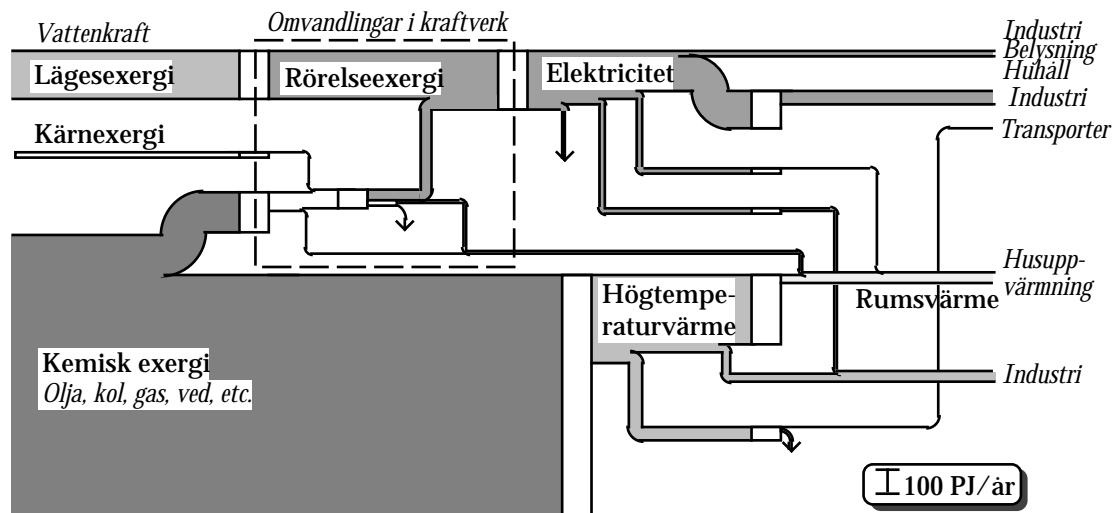 Vattenkraft
Omvandlingar i kraftverk
Industri
Belysning
Huhåll
Lägesexergi
Rörelseexergi
Elektricitet
Industri
Transporter
Kärnexergi
Husupp-
värmning
Högtempe-
raturvärme
Rumsvärme
Kemisk exergi
Olja, kol, gas, ved, etc.
Industri
100 PJ/år